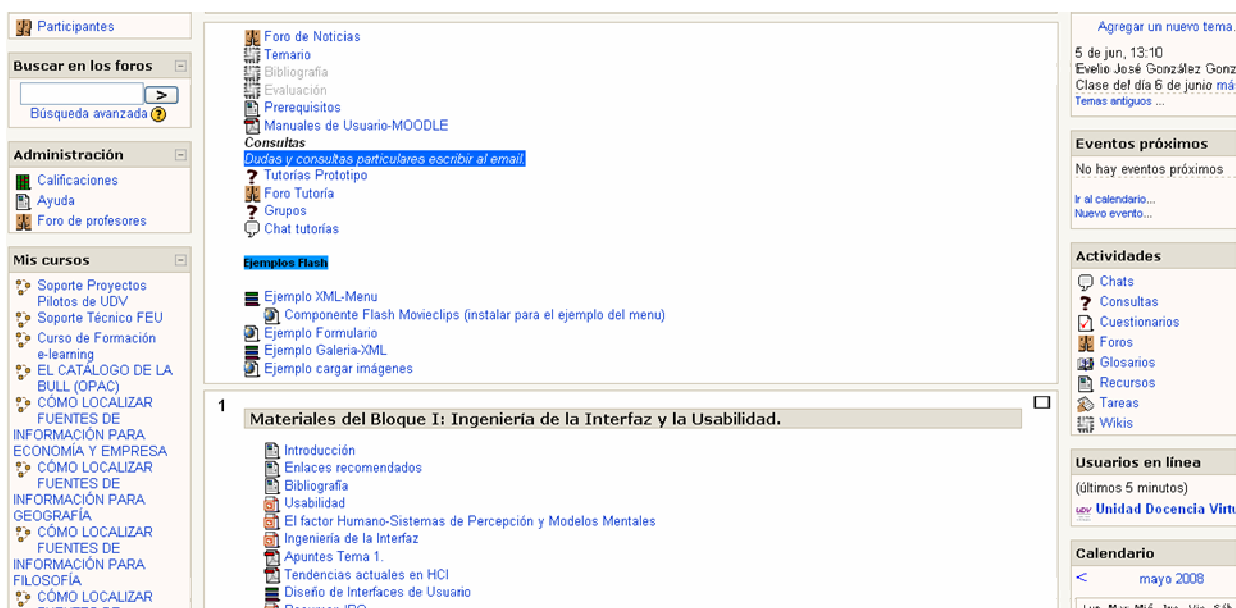 Participantes
Buscar en los foros
>
Búsqueda avanzada
?
Administración
Calificaciones
Ayuda
Foro de profesores
Mis cursos
Soporte Proyectos
Pilotos de UDV
Soporte Técnico FEU
Curso de Formación
e-learning
EL CATÁLOGO DE LA
BULL (OPAC)
CÓMO LOCALIZAR
FUENTES DE
INFORMACIÓN PARA
ECONOMÍA Y EMPRESA
CÓMO LOCALIZAR
FUENTES DE
INFORMACIÓN PARA
GEOGRAFÍA
CÓMO LOCALIZAR
FUENTES DE
INFORMACIÓN PARA
FILOSOFÍA
CÓMO LOCALIZAR
Foro de Noticias
Temario
Bibliografía
Evaluación
Prerequisitos
Manuales de Usuario-MOODLE
Consultas
Dudas y consultas particulares escribir al email.
Tutorías Prototipo
Foro Tutoría
Grupos
Chat tutorías
Ejemplos Flash
Ejemplo XML-Menu
Componente Flash Movieclips (instalar para el ejemplo del menu)
Ejemplo Formulario
Ejemplo Galeria-XML
Ejemplo cargar imágenes
1
Materiales del Bloque I: Ingeniería de la Interfaz y la Usabilidad.
Introducción
Enlaces recomendados
Bibliografía
Usabilidad
El factor Humano-Sistemas de Percepción y Modelos Mentales
Ingeniería de la Interfaz
Apuntes Tema 1.
Tendencias actuales en HCI
Diseño de Interfaces de Usuario
Agregar un nuevo tema.
5 de jun, 13:10
Evelio José González Gonz
Clase del día 6 de junio má
Temas antiguos ...
Eventos próximos
No hay eventos próximos
Ir al calendario...
Nuevo evento...
Actividades
Chats
Consultas
Cuestionarios
Foros
Glosarios
Recursos
Tareas
Wikis
Usuarios en línea
(últimos 5 minutos)
Unidad Docencia Virtu
Calendario
< mayo 2008